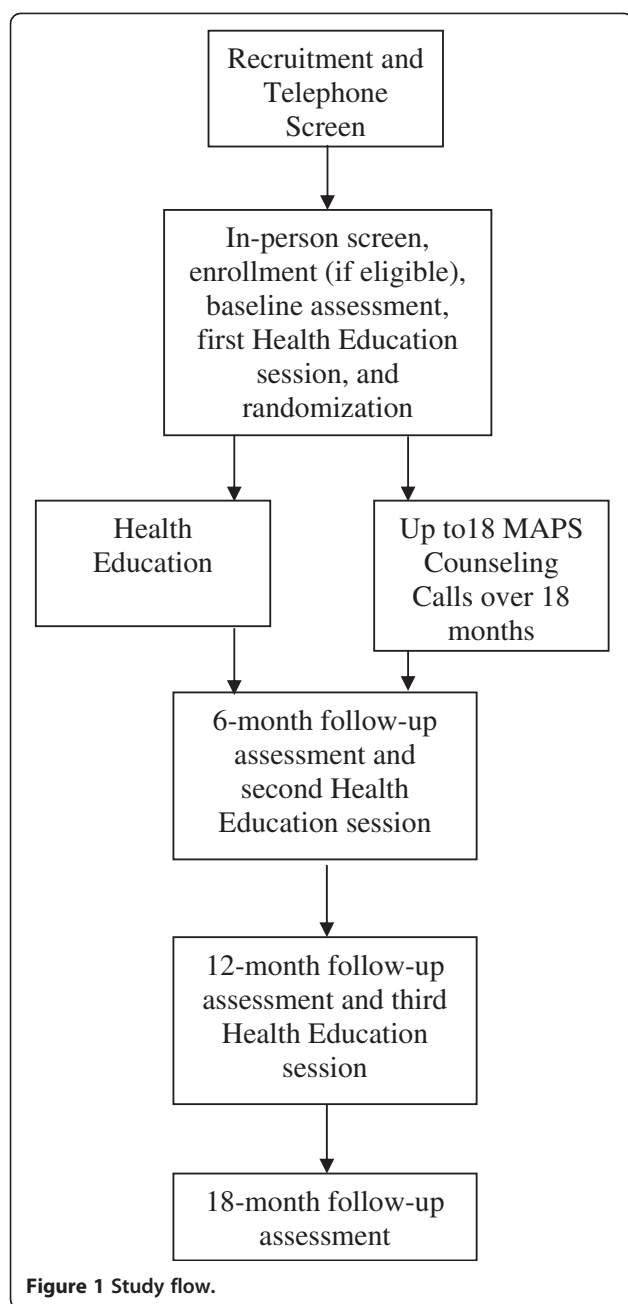 Recruitment and
Telephone
Screen
In-person screen,
enrollment (if eligible),
baseline assessment,
first Health Education
session, and
randomization
Health
Education
Up to18 MAPS
Counseling
Calls over 18
months
6-month follow-up
assessment and
second Health
Education session
12-month follow-up
assessment and third
Health Education
session
18-month follow-up
assessment
Figure 1 Study flow.